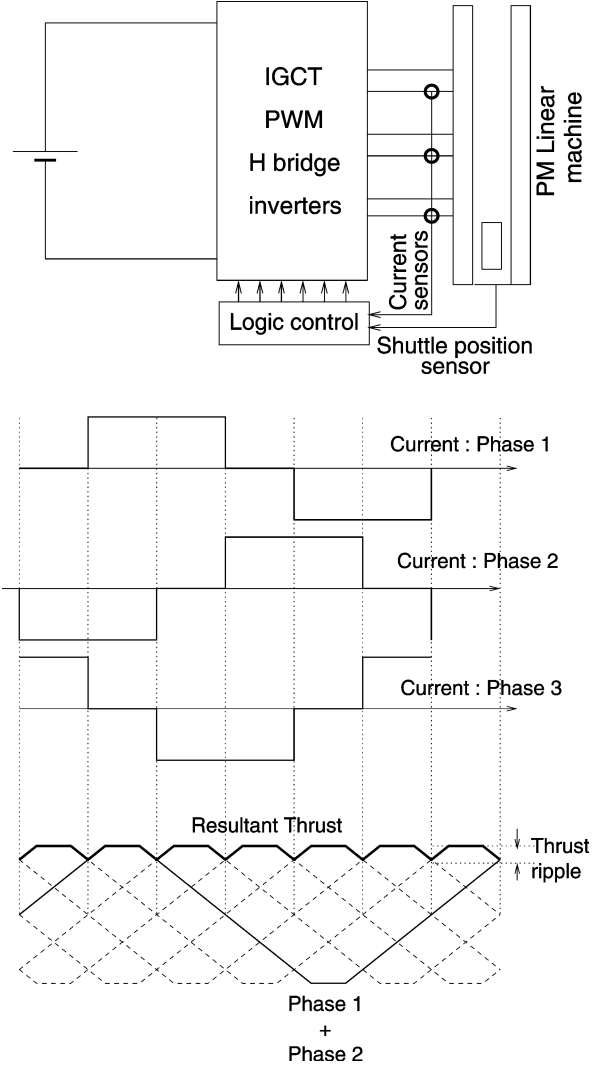 IGCT
PWM
H bridge
inverters
PM Linear
machine
Current
sensors
Logic control
Shuttle position
sensor
Current : Phase 1
Current : Phase 2
Current : Phase 3
Resultant Thrust
Thrust
ripple
Phase 1
+
Phase 2